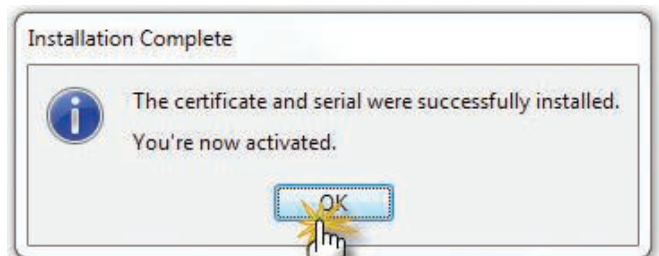 Installation Complete
The certificate and serial were successfully installed.
You're now activated.
OK